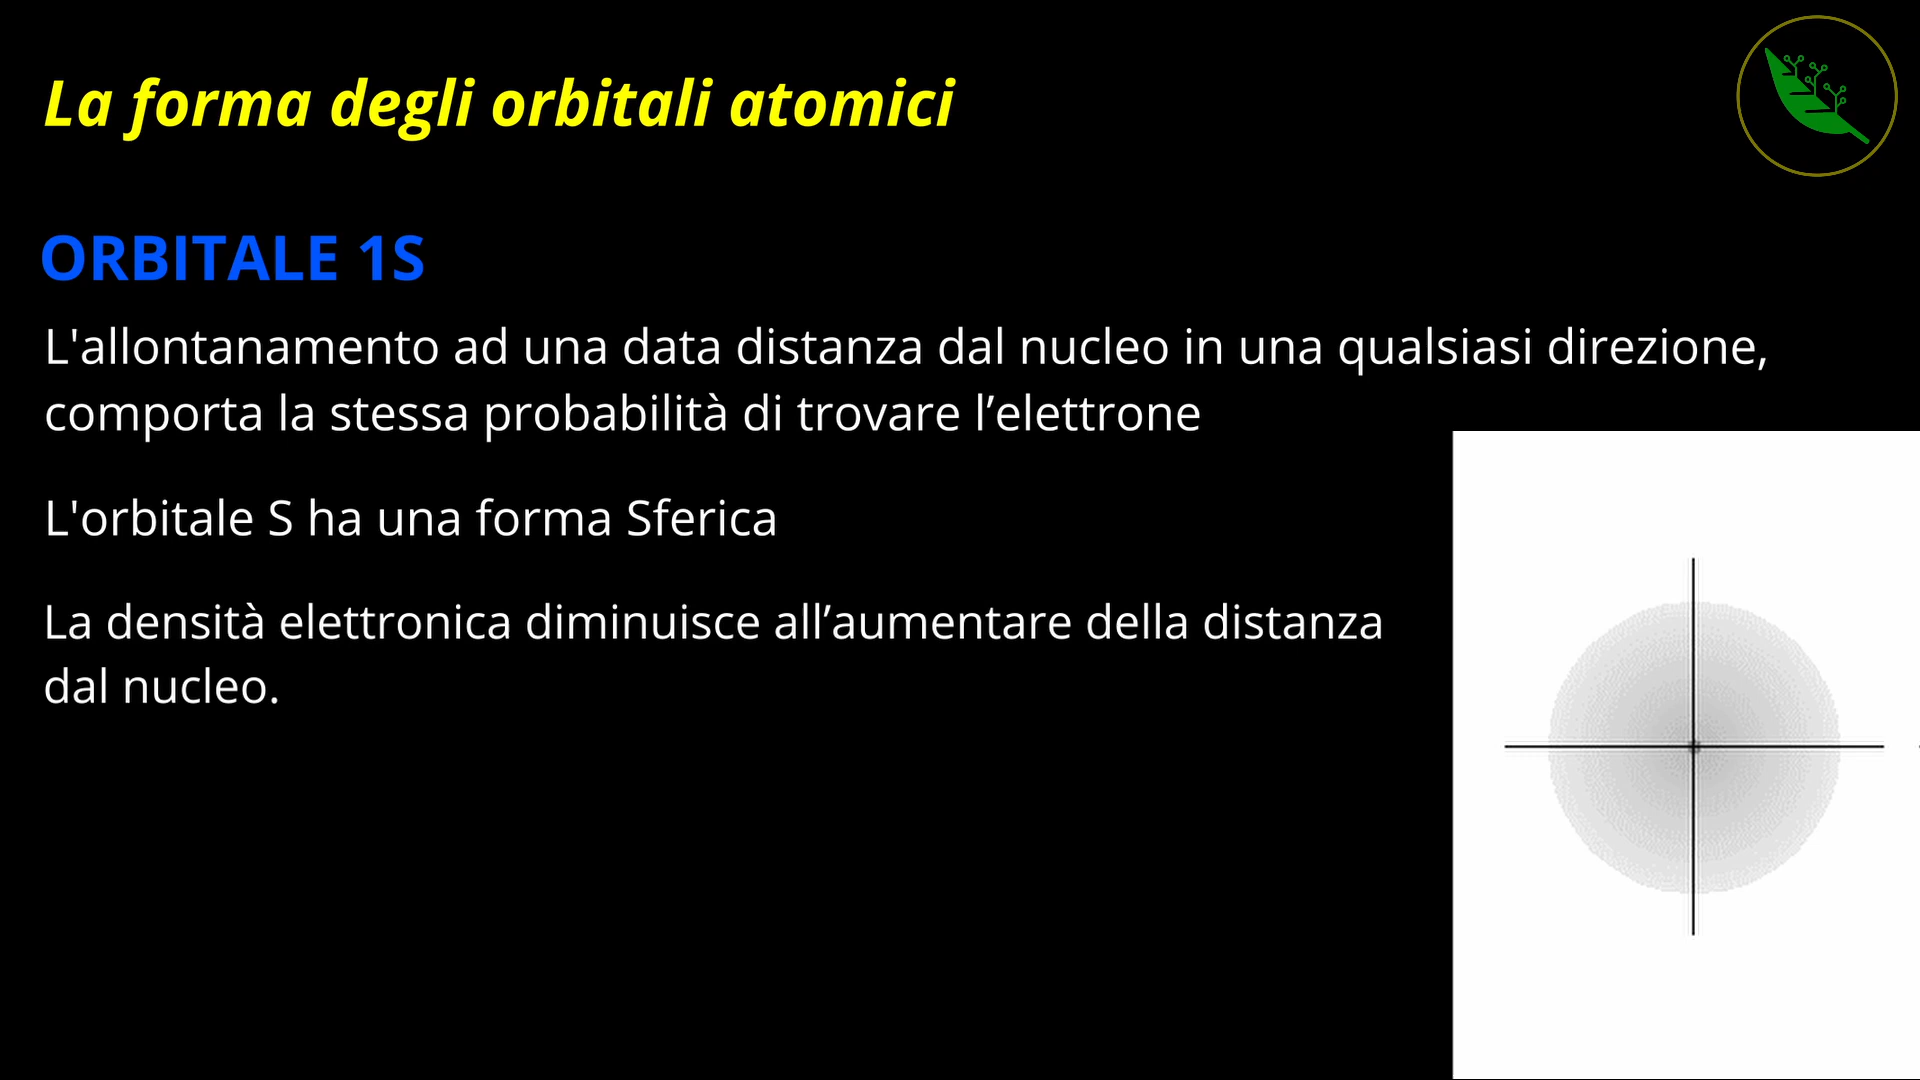 La forma degli orbitali atomici
ORBITALE 1S
L'allontanamento ad una data distanza dal nucleo in una qualsiasi direzione,
comporta la stessa probabilità di trovare l’elettrone
L'orbitale S ha una forma Sferica
La densità elettronica diminuisce all’aumentare della distanza
dal nucleo.